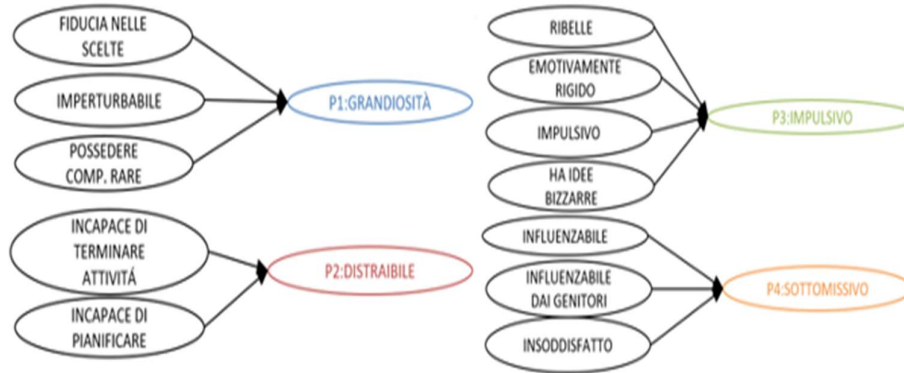 FIDUCIA NELLE
SCELTE
IMPERTURBABILE
POSSEDERE
COMP. RARE
P1:GRANDIOSITÀ
INCAPACE DI
TERMINARE
ATTIVITÁ
INCAPACE DI
PIANIFICARE
P2:DISTRAIBILE
RIBELLE
EMOTIVAMENTE
RIGIDO
IMPULSIVO
HA IDEE
BIZZARRE
P3:IMPULSIVO
INFLUENZABILE
INFLUENZABILE
DAI GENITORI
INSODDISFATTO
P4:SOTTOMISSIVO